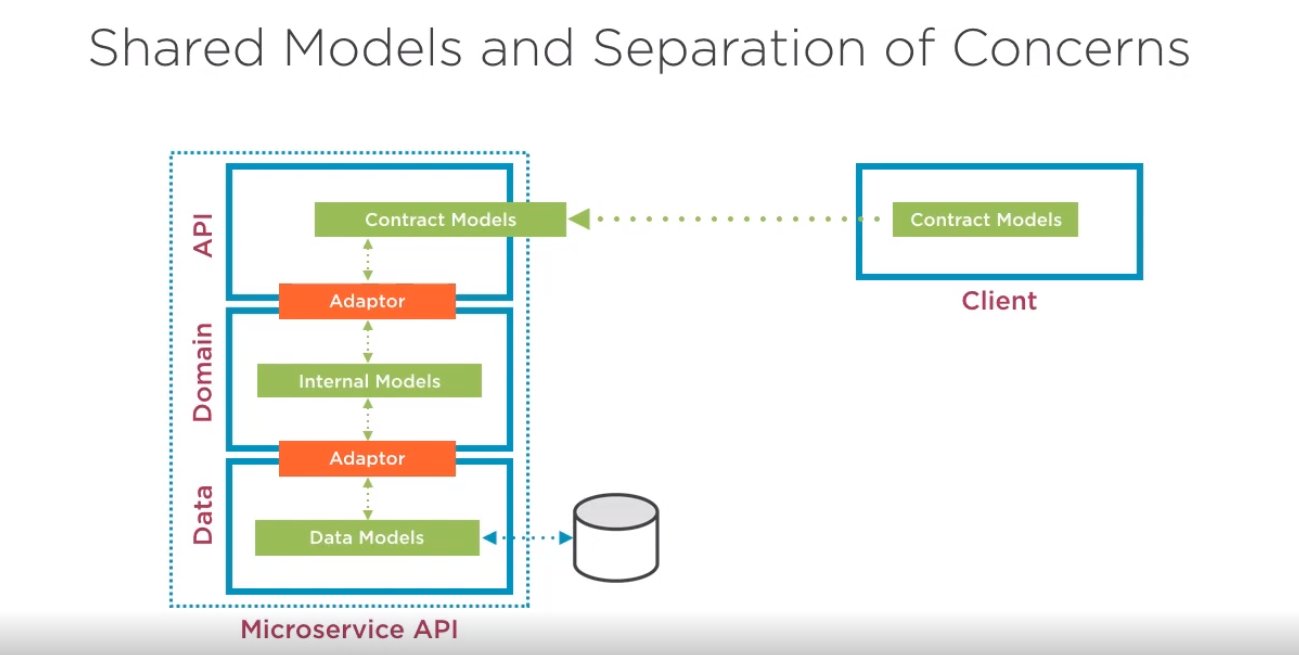 Shared Models and Separation of Concerns
API
Contract Models
Contract Models
Adaptor
Client
Domain
Internal Models
Adaptor
Data
Data Models
Microservice API